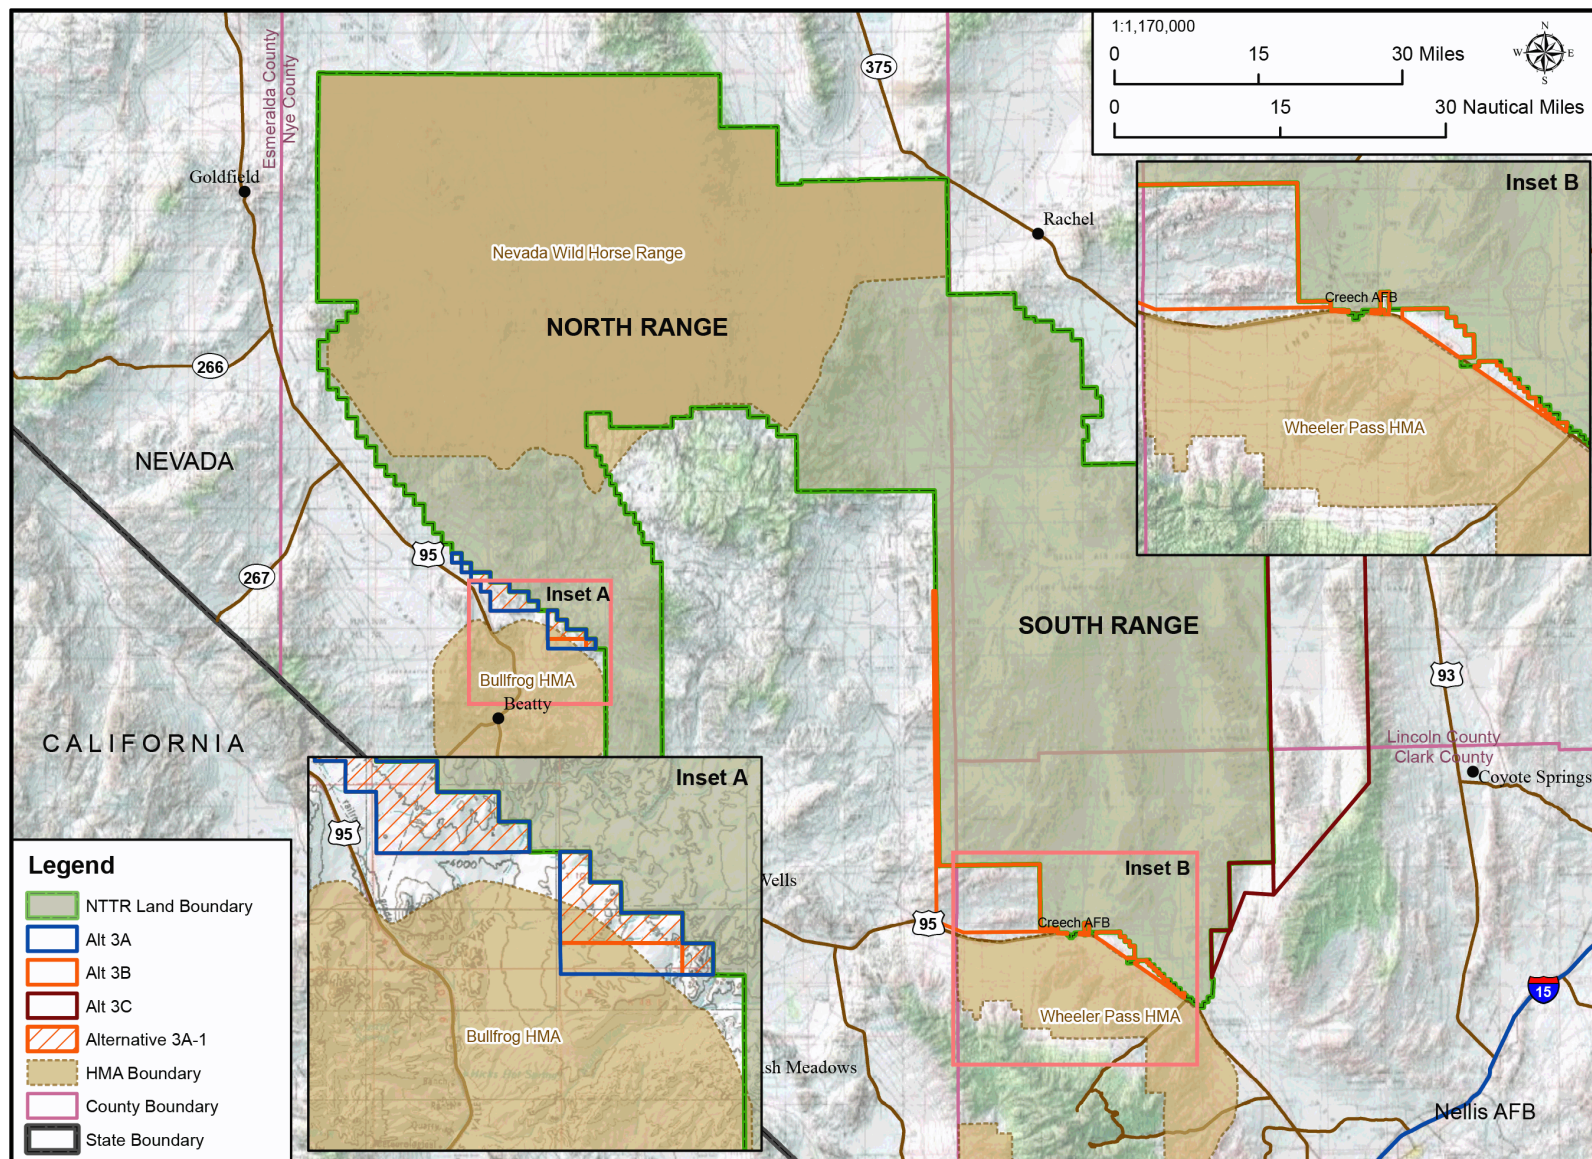 1:1,170,000
0 15 30 Miles
0 15 30 Nautical Miles
N
W E
S
375
Esmeralda County
Nye County
Goldfield
Rachel
Nevada Wild Horse Range
NORTH RANGE
266
NEVADA
95
267
Inset A
Bullfrog HMA
Beatty
CALIFORNIA
SOUTH RANGE
93
Lincoln County
Clark County
Coyote Springs
Inset B
Creech AFB
Wheeler Pass HMA
95
Wells
sh Meadows
15
Nellis AFB
Inset B
Creech AFB
Wheeler Pass HMA
Inset A
95
4000
Bullfrog HMA
Legend
NTTR Land Boundary
Alt 3A
Alt 3B
Alt 3C
Alternative 3A-1
HMA Boundary
County Boundary
State Boundary